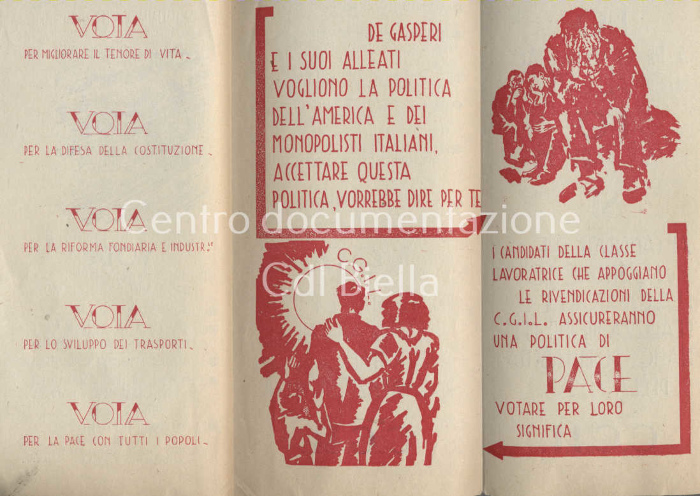 VOTA
PER MIGLIORARE IL TENORE DI VITA
VOTA
PER LA DIFESA DELLA COSTITUZIONE
VOTA
PER LA RIFORMA FONDIARIA E INDUSTR.
VOTA
PER LO SVILUPPO DEI TRASPORTI
VOTA
PER LA PACE CON TUTTI I POPOLI
DE GASPERI
E I SUOI ALLEATI
VOGLIONO LA POLITICA
DELL'AMERICA E DEI
MONOPOLISTI ITALIANI,
ACCETTARE QUESTA
POLITICA, VORREBBE DIRE PER TE
C.G.I.L.
I CANDIDATI DELLA CLASSE
LAVORATRICE CHE APPOGGIANO
LE RIVENDICAZIONI DELLA
C.G.I.L. ASSICURERANNO
UNA POLITICA DI
PACE
VOTARE PER LORO
SIGNIFICA
Centro documentazione
Cdl Biella